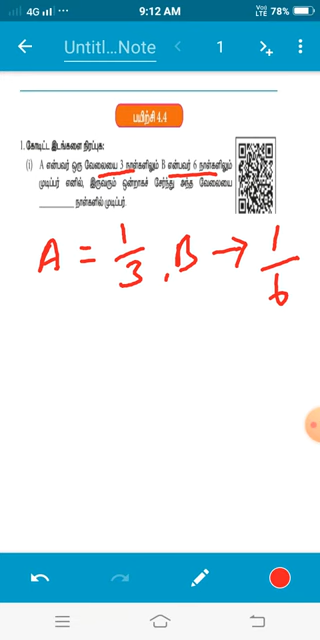 4G 9:12 AM VoD LTE 78%
Untitl...Note 1
பயிற்சி 4.4
1. கோடிட்ட இடங்களை நிரப்புக:
(i) A என்பவர் ஒரு வேலையை 3 நாள்களிலும் B என்பவர் 6 நாள்களிலும்
முடிப்பர் எனில், இருவரும் ஒன்றாகச் சேர்ந்து அந்த வேலையை
________ நாள்களில் முடிப்பர்.
A = 1/3, B → 1/6